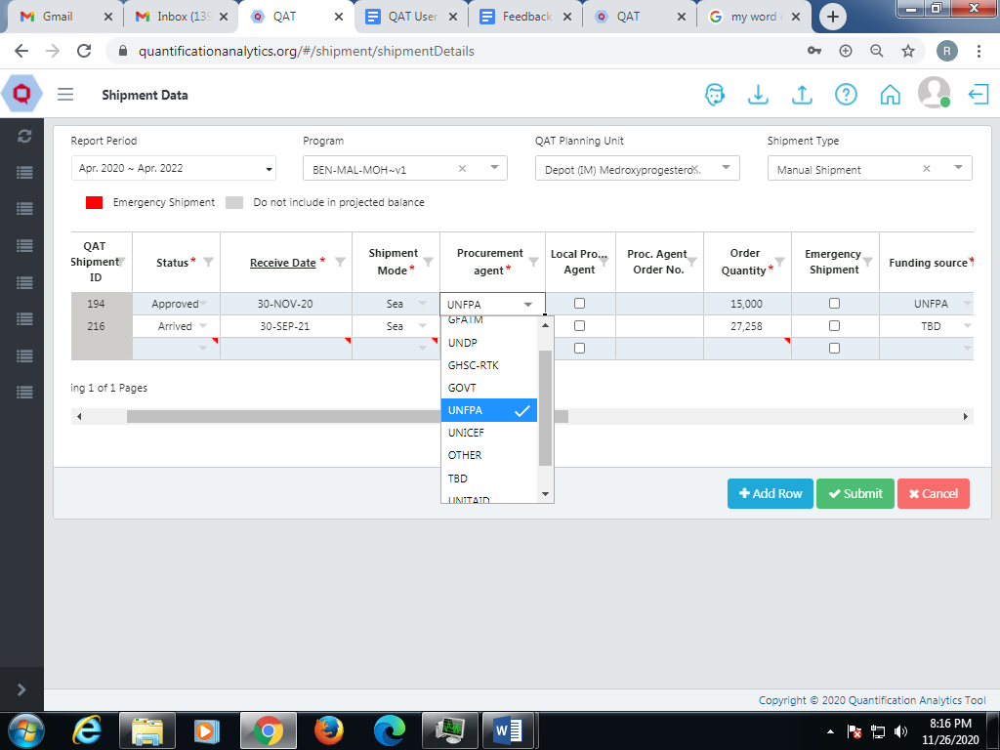 Gmail
Inbox (139
QAT
QAT User
Feedback
QAT
my word c
quantificationanalytics.org/#/shipment/shipmentDetails
R
Q
Shipment Data
Report Period
Program
QAT Planning Unit
Shipment Type
Apr. 2020 ~ Apr. 2022
BEN-MAL-MOH~v1
Depot (IM) Medroxyprogestero
Manual Shipment
Emergency Shipment
Do not include in projected balance
QAT Shipment ID
Status*
Receive Date *
Shipment Mode*
Procurement agent*
Local Pro... Agent
Proc. Agent Order No.
Order Quantity*
Emergency Shipment
Funding source*
194 Approved 30-NOV-20 Sea UNFPA 15,000 UNFPA
216 Arrived 30-SEP-21 Sea 27,258 TBD
GFATM
UNDP
GHSC-RTK
GOVT
UNFPA
UNICEF
OTHER
TBD
UNITAID
ing 1 of 1 Pages
Add Row
Submit
Cancel
Copyright © 2020 Quantification Analytics Tool
8:16 PM
11/26/2020